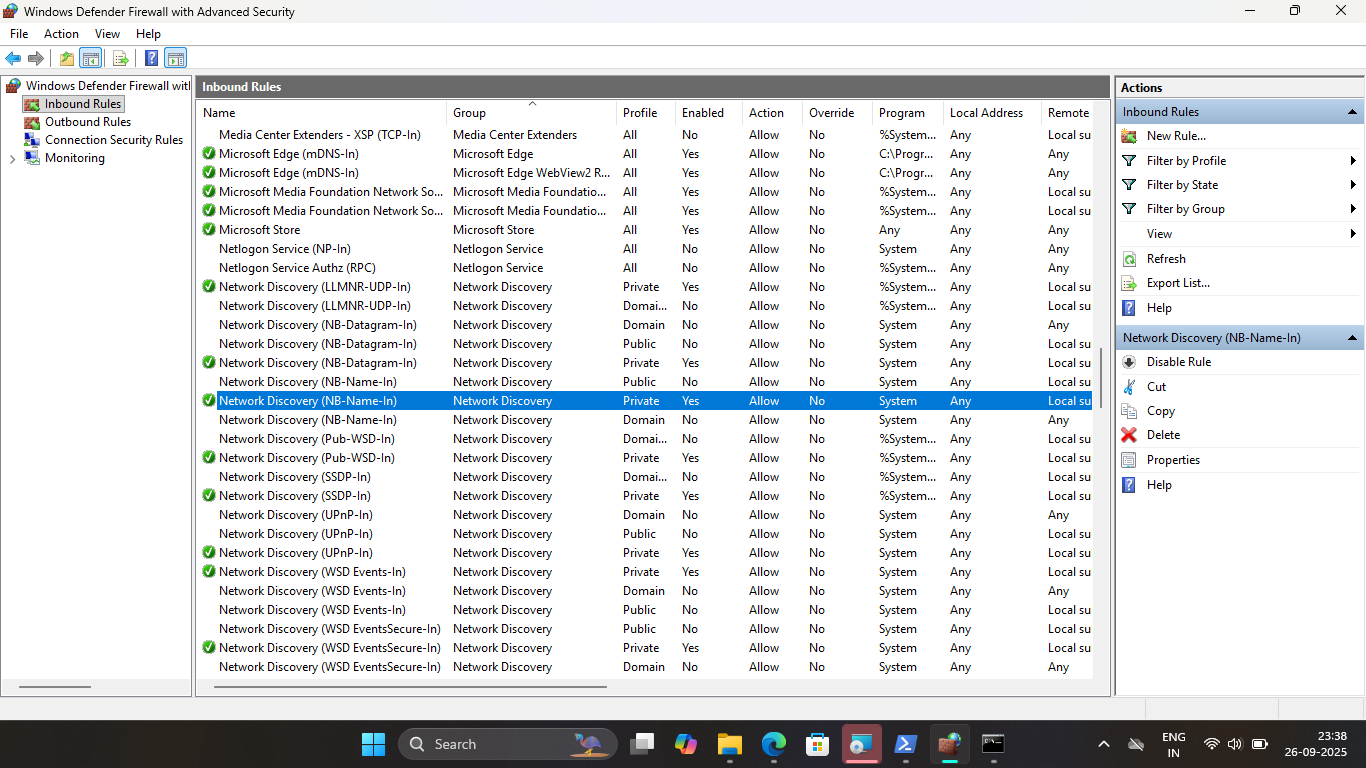 Windows Defender Firewall with Advanced Security
File Action View Help
Windows Defender Firewall witl
Inbound Rules
Outbound Rules
Connection Security Rules
Monitoring
Inbound Rules
Name Group Profile Enabled Action Override Program Local Address Remote
Media Center Extenders - XSP (TCP-In) Media Center Extenders All No Allow No %System... Any Local su
Microsoft Edge (mDNS-In) Microsoft Edge All Yes Allow No C:\Progr... Any Any
Microsoft Edge (mDNS-In) Microsoft Edge WebView2 R... All Yes Allow No C:\Progr... Any Any
Microsoft Media Foundation Network So... Microsoft Media Foundatio... All Yes Allow No %System... Any Local su
Microsoft Media Foundation Network So... Microsoft Media Foundatio... All Yes Allow No %System... Any Local su
Microsoft Store Microsoft Store All Yes Allow No Any Any Any
Netlogon Service (NP-In) Netlogon Service All No Allow No System Any Any
Netlogon Service Authz (RPC) Netlogon Service All No Allow No %System... Any Any
Network Discovery (LLMNR-UDP-In) Network Discovery Private Yes Allow No %System... Any Local su
Network Discovery (LLMNR-UDP-In) Network Discovery Domai... No Allow No %System... Any Local su
Network Discovery (NB-Datagram-In) Network Discovery Domain No Allow No System Any Any
Network Discovery (NB-Datagram-In) Network Discovery Public No Allow No System Any Local su
Network Discovery (NB-Datagram-In) Network Discovery Private Yes Allow No System Any Local su
Network Discovery (NB-Name-In) Network Discovery Public No Allow No System Any Local su
Network Discovery (NB-Name-In) Network Discovery Private Yes Allow No System Any Local su
Network Discovery (NB-Name-In) Network Discovery Domain No Allow No System Any Any
Network Discovery (Pub-WSD-In) Network Discovery Domai... No Allow No %System... Any Local su
Network Discovery (Pub-WSD-In) Network Discovery Private Yes Allow No %System... Any Local su
Network Discovery (SSDP-In) Network Discovery Domai... No Allow No %System... Any Local su
Network Discovery (SSDP-In) Network Discovery Private Yes Allow No %System... Any Local su
Network Discovery (UPnP-In) Network Discovery Domain No Allow No System Any Any
Network Discovery (UPnP-In) Network Discovery Public No Allow No System Any Local su
Network Discovery (UPnP-In) Network Discovery Private Yes Allow No System Any Local su
Network Discovery (WSD Events-In) Network Discovery Private Yes Allow No System Any Local su
Network Discovery (WSD Events-In) Network Discovery Domain No Allow No System Any Any
Network Discovery (WSD Events-In) Network Discovery Public No Allow No System Any Local su
Network Discovery (WSD EventsSecure-In) Network Discovery Public No Allow No System Any Local su
Network Discovery (WSD EventsSecure-In) Network Discovery Private Yes Allow No System Any Local su
Network Discovery (WSD EventsSecure-In) Network Discovery Domain No Allow No System Any Any
Actions
Inbound Rules
New Rule...
Filter by Profile
Filter by State
Filter by Group
View
Refresh
Export List...
Help
Network Discovery (NB-Name-In)
Disable Rule
Cut
Copy
Delete
Properties
Help
Search
ENG
IN
23:38
26-09-2025